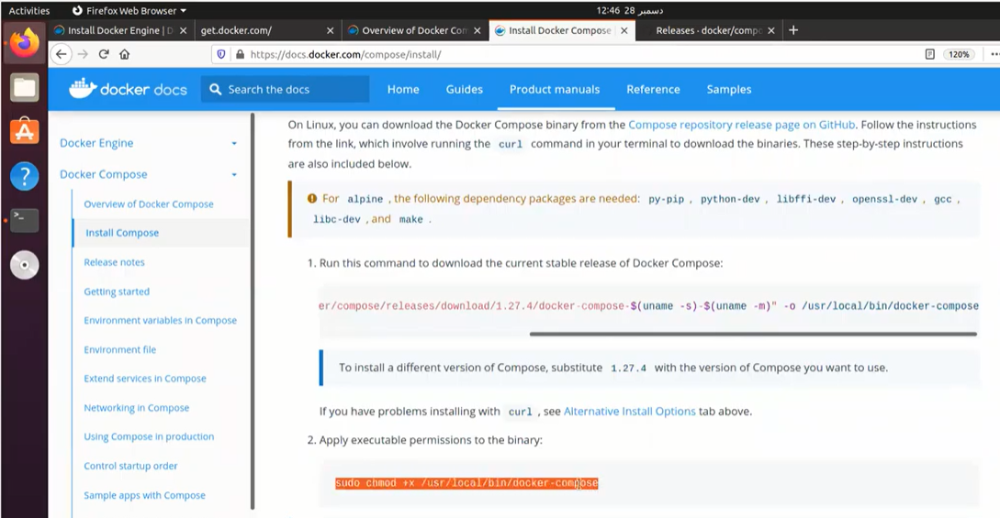 Activities
Firefox Web Browser
12:46 28 دسمبر
Install Docker Engine | D
get.docker.com/
Overview of Docker Com
Install Docker Compose
Releases · docker/compo
https://docs.docker.com/compose/install/
120%
docker docs
Search the docs
Home
Guides
Product manuals
Reference
Samples
Docker Engine
Docker Compose
Overview of Docker Compose
Install Compose
Release notes
Getting started
Environment variables in Compose
Environment file
Extend services in Compose
Networking in Compose
Using Compose in production
Control startup order
Sample apps with Compose
On Linux, you can download the Docker Compose binary from the Compose repository release page on GitHub. Follow the instructions
from the link, which involve running the curl command in your terminal to download the binaries. These step-by-step instructions
are also included below.
For alpine , the following dependency packages are needed: py-pip , python-dev , libffi-dev , openssl-dev , gcc ,
libc-dev , and make .
1. Run this command to download the current stable release of Docker Compose:
er/compose/releases/download/1.27.4/docker-compose-$(uname -s)-$(uname -m)" -o /usr/local/bin/docker-compose
To install a different version of Compose, substitute 1.27.4 with the version of Compose you want to use.
If you have problems installing with curl , see Alternative Install Options tab above.
2. Apply executable permissions to the binary:
sudo chmod +x /usr/local/bin/docker-compose